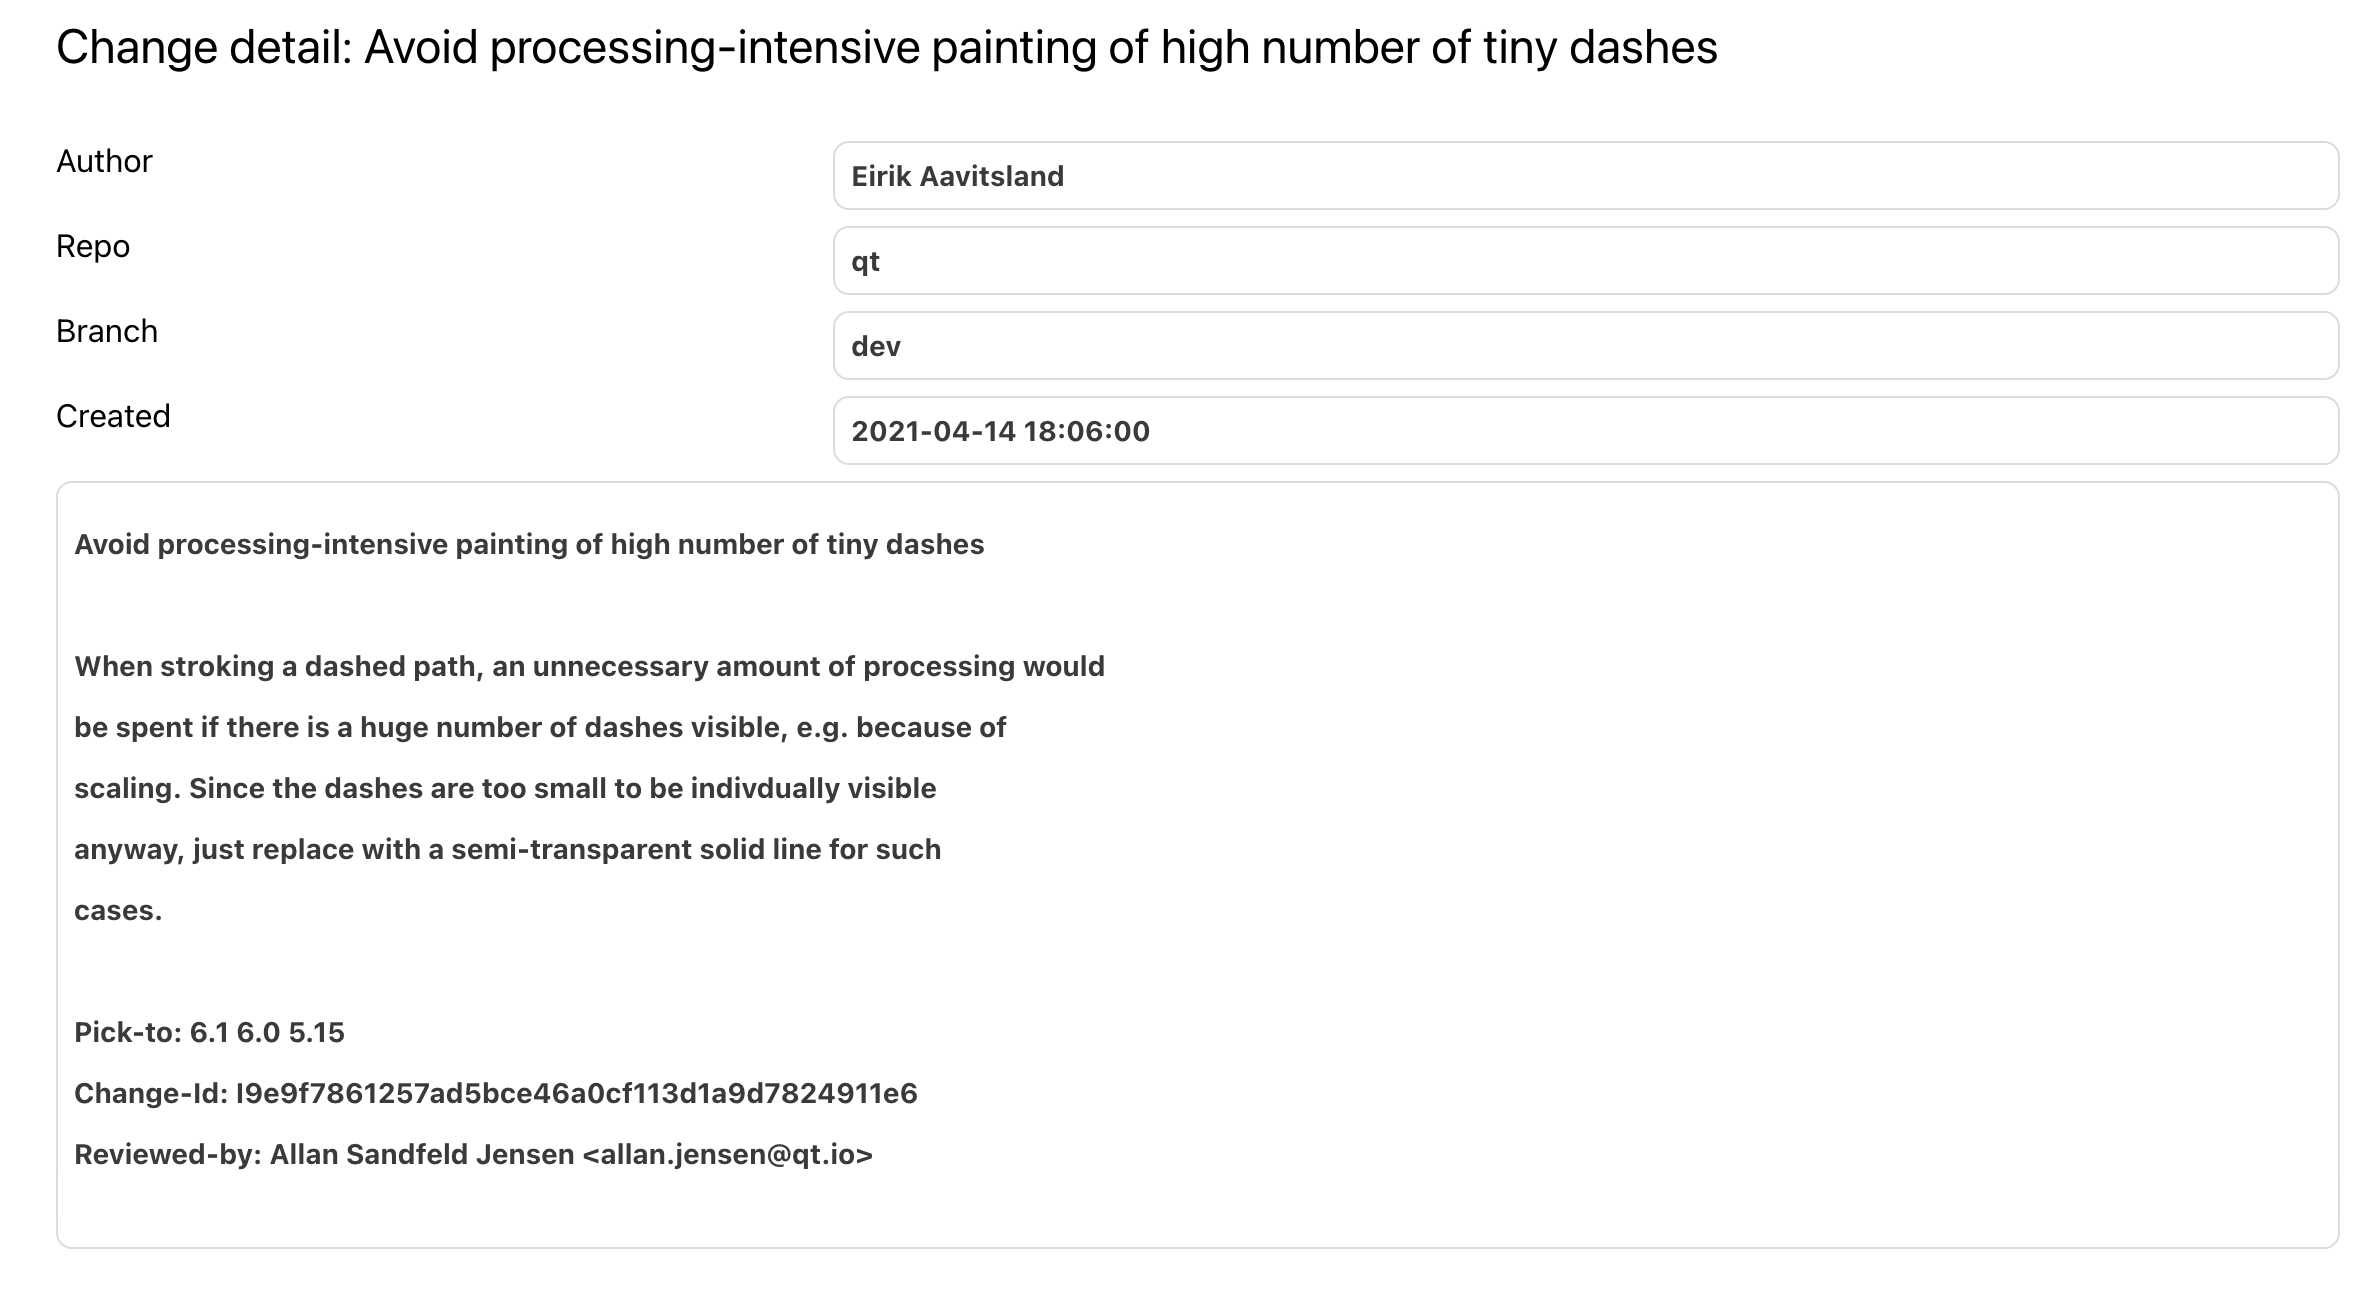 Change detail: Avoid processing-intensive painting of high number of tiny dashes
Author
Eirik Aavitsland
Repo
qt
Branch
dev
Created
2021-04-14 18:06:00
Avoid processing-intensive painting of high number of tiny dashes
When stroking a dashed path, an unnecessary amount of processing would
be spent if there is a huge number of dashes visible, e.g. because of
scaling. Since the dashes are too small to be indivdually visible
anyway, just replace with a semi-transparent solid line for such
cases.
Pick-to: 6.1 6.0 5.15
Change-Id: I9e9f7861257ad5bce46a0cf113d1a9d7824911e6
Reviewed-by: Allan Sandfeld Jensen <allan.jensen@qt.io>